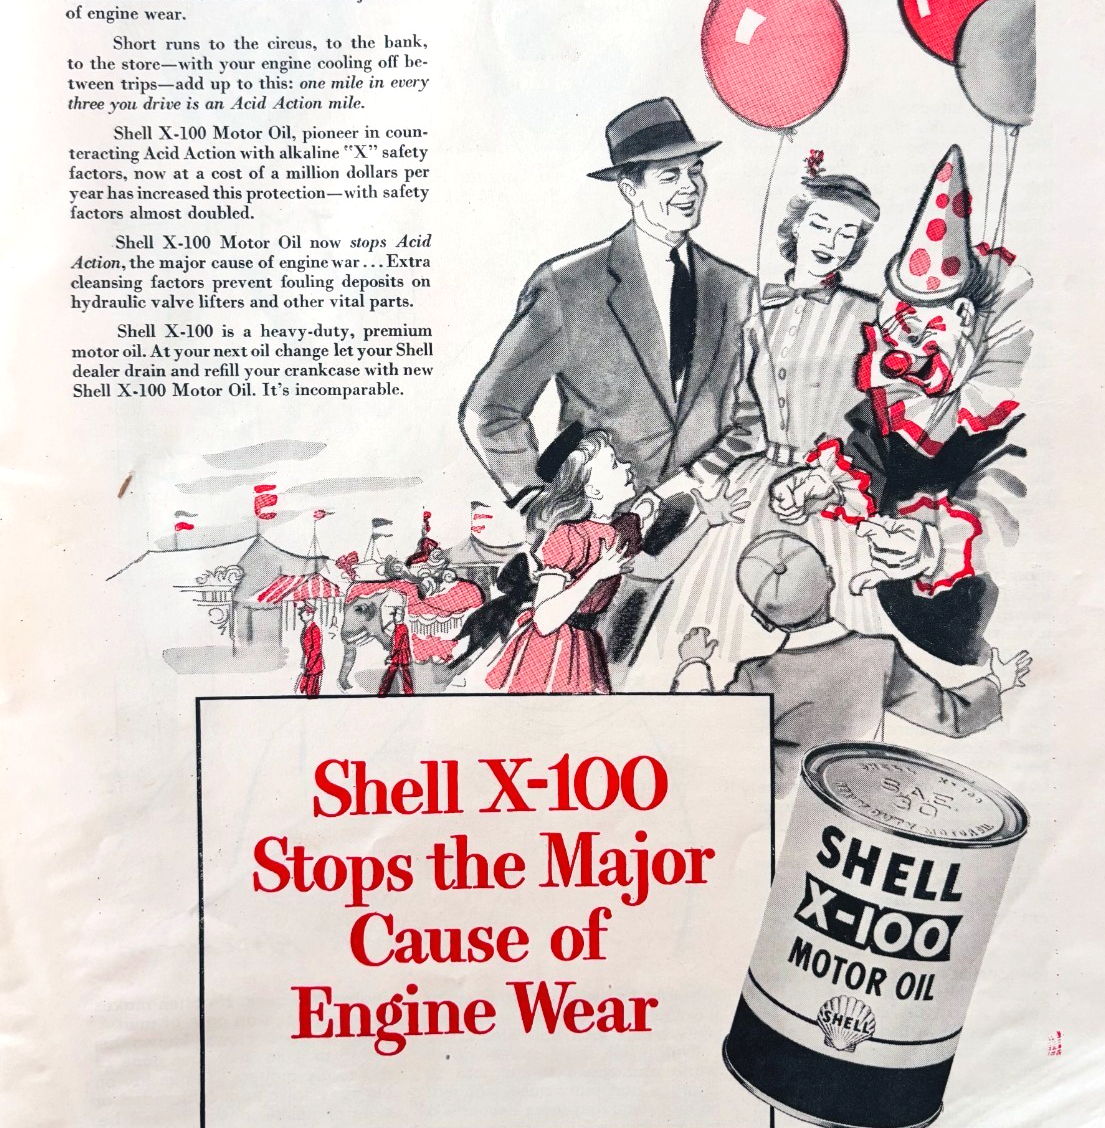 of engine wear.
Short runs to the circus, to the bank,
to the store—with your engine cooling off be-
tween trips—add up to this: one mile in every
three you drive is an Acid Action mile.
Shell X-100 Motor Oil, pioneer in coun-
teracting Acid Action with alkaline "X" safety
factors, now at a cost of a million dollars per
year has increased this protection—with safety
factors almost doubled.
Shell X-100 Motor Oil now stops Acid
Action, the major cause of engine war . . . Extra
cleansing factors prevent fouling deposits on
hydraulic valve lifters and other vital parts.
Shell X-100 is a heavy-duty, premium
motor oil. At your next oil change let your Shell
dealer drain and refill your crankcase with new
Shell X-100 Motor Oil. It's incomparable.
Shell X-100
Stops the Major
Cause of
Engine Wear
SHELL X-100
S.A.E.
30
SHELL
X-100
MOTOR OIL
SHELL